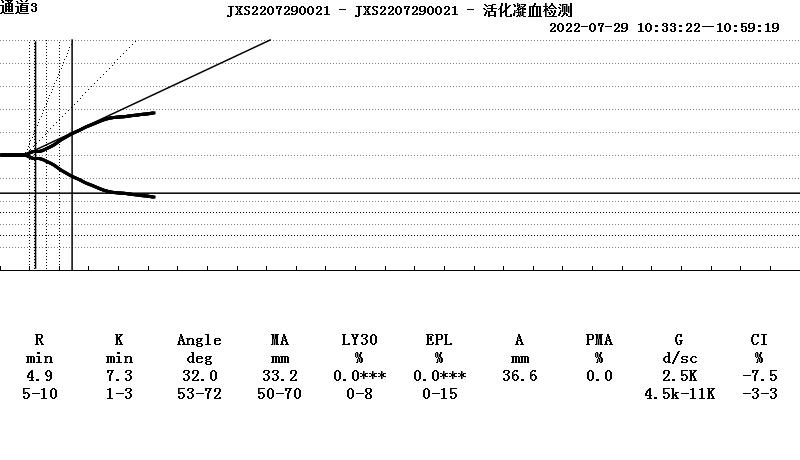 通道3
JXS2207290021 - JXS2207290021 - 活化凝血检测
2022-07-29 10:33:22—10:59:19
R K Angle MA LY30 EPL A PMA G CI
min min deg mm % % mm % d/sc %
4.9 7.3 32.0 33.2 0.0*** 0.0*** 36.6 0.0 2.5K -7.5
5-10 1-3 53-72 50-70 0-8 0-15 4.5k-11K -3-3